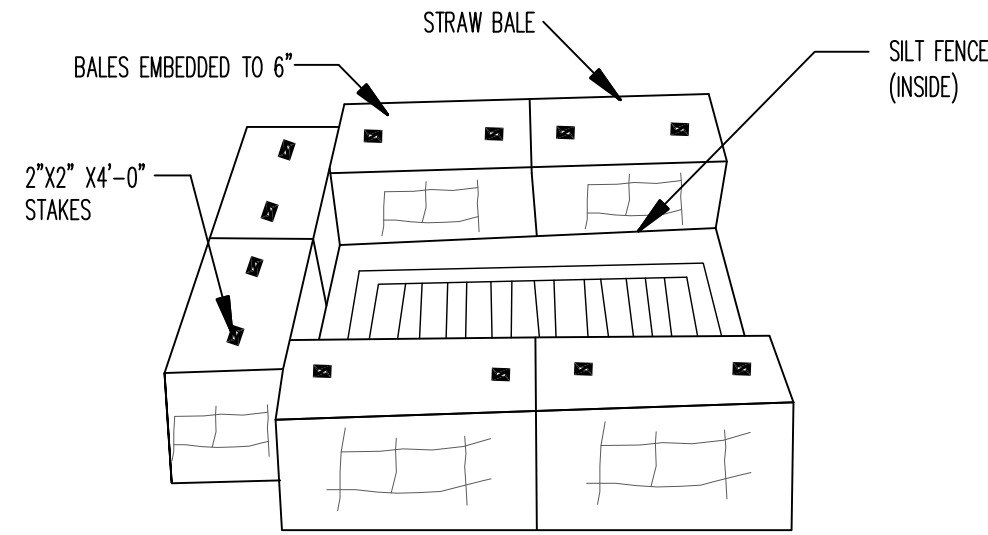 STRAW BALE
BALES EMBEDDED TO 6"
SILT FENCE
(INSIDE)
2"X2" X4'-0"
STAKES